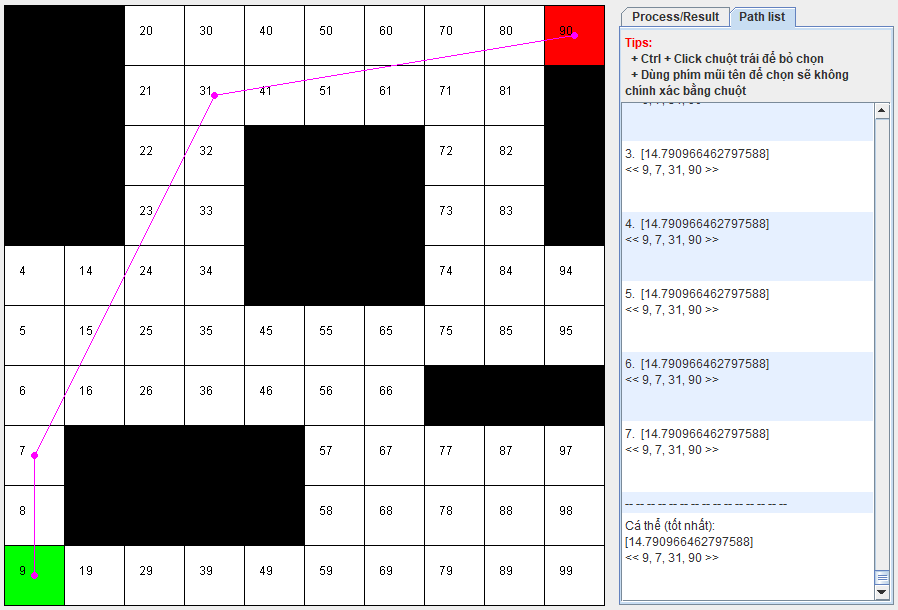 20 30 40 50 60 70 80 90
21 31 41 51 61 71 81
22 32 72 82
23 33 73 83
4 14 24 34 74 84 94
5 15 25 35 45 55 65 75 85 95
6 16 26 36 46 56 66
7 57 67 77 87 97
8 58 68 78 88 98
9 19 29 39 49 59 69 79 89 99
Process/Result Path list
Tips:
+ Ctrl + Click chuột trái để bỏ chọn
+ Dùng phím mũi tên để chọn sẽ không
chính xác bằng chuột
3. [14.790966462797588]
<< 9, 7, 31, 90 >>
4. [14.790966462797588]
<< 9, 7, 31, 90 >>
5. [14.790966462797588]
<< 9, 7, 31, 90 >>
6. [14.790966462797588]
<< 9, 7, 31, 90 >>
7. [14.790966462797588]
<< 9, 7, 31, 90 >>
-- -- -- -- -- -- -- -- -- -- -- -- -- -- --
Cá thể (tốt nhất):
[14.790966462797588]
<< 9, 7, 31, 90 >>